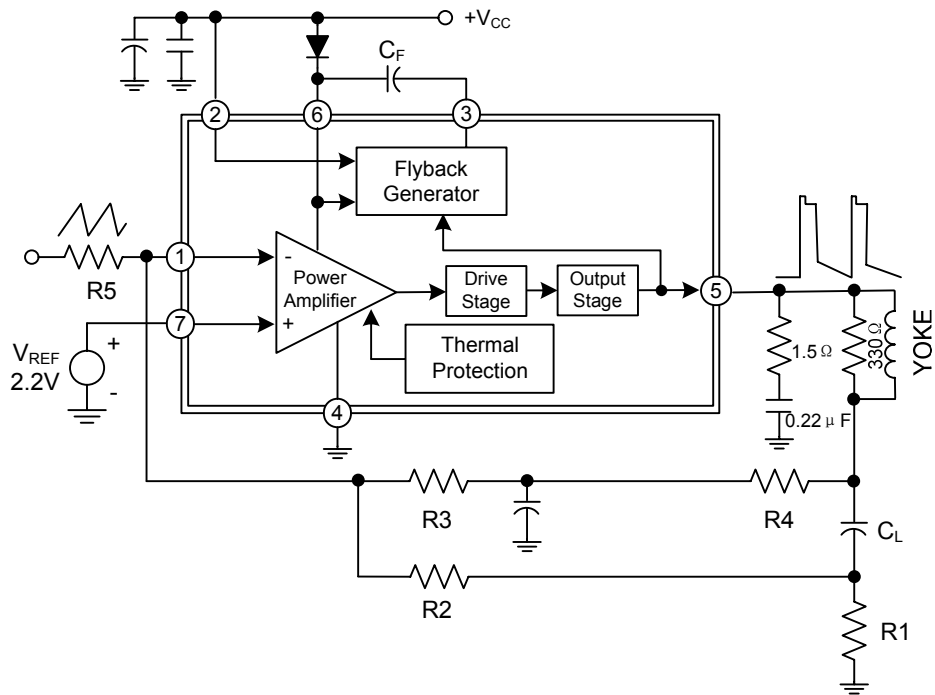 +VCC
CF
2
6
3
Flyback
Generator
R5
1
-
Power
Amplifier
+
Drive
Stage
Output
Stage
5
7
VREF
2.2V
+
-
Thermal
Protection
4
1.5 Ω
0.22 μ F
330 Ω
YOKE
R3
R4
CL
R2
R1